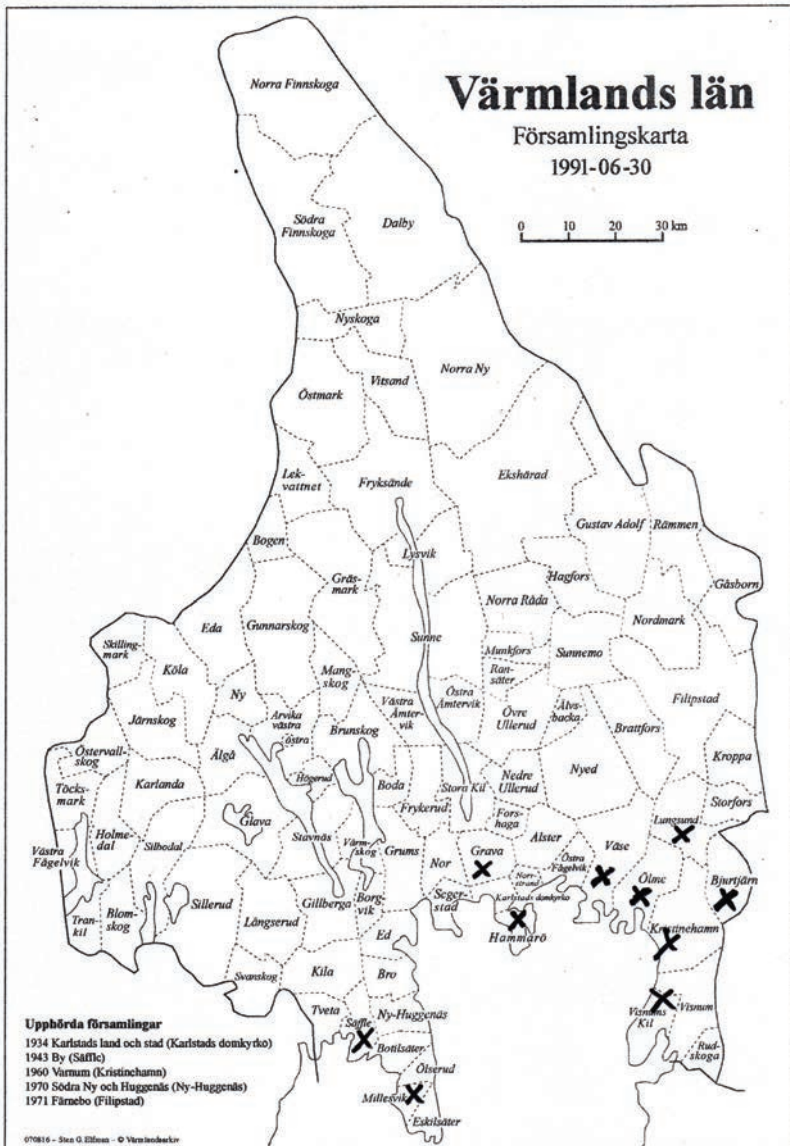 Värmlands län
Församlingskarta
1991-06-30
0 10 20 30 km
Norra Finnskoga
Södra
Finnskoga
Dalby
Nyskoga
Vitsand
Norra Ny
Östmark
Lek-
vattnet
Fryksände
Ekshärad
Gustav Adolf
Rämmen
Bogen
Lysvik
Gräs-
mark
Hagfors
Gåsborn
Norra Råda
Nordmark
Skilling-
mark
Eda
Gunnarskog
Sunne
Munkfors
Sunnemo
Köla
Mang-
skog
Ran-
säter
Ny
Västra
Ämter-
vik
Östra
Ämtervik
Filipstad
Järnskog
Arvika
västra
östra
Brunskog
Övre
Ullerud
Älvs-
backa
Brattfors
Östervall-
skog
Älgå
Kroppa
Töcks-
mark
Karlanda
Högerud
Boda
Stora Kil
Nedre
Ullerud
Nyed
Storfors
Frykerud
Fors-
haga
Lungsund
Holme-
dal
Silbodal
Glava
Stavnäs
Värm-
skog
Grums
Nor
Grava
Alster
Östra
Fågelvik
Väse
Västra
Fågelvik
Ölme
Bjurtjärn
Norr-
strand
Tran-
kil
Blom-
skog
Sillerud
Långserud
Gillberga
Borg-
vik
Seger-
stad
Karlstads domkyrko
Hammarö
Kristinehamn
Ed
Svanskog
Kila
Bro
Tveta
Ny-Huggenäs
Visnums
Kil
Visnum
Säffle
Botilsäter
Rud-
skoga
Ölserud
Millesvik
Eskilsäter
Upphörda församlingar
1934 Karlstads land och stad (Karlstads domkyrko)
1943 By (Säffle)
1960 Varnum (Kristinehamn)
1970 Södra Ny och Huggenäs (Ny-Huggenäs)
1971 Färnebo (Filipstad)
070816 - Sten G. Elfman - © Värmlandsarkiv